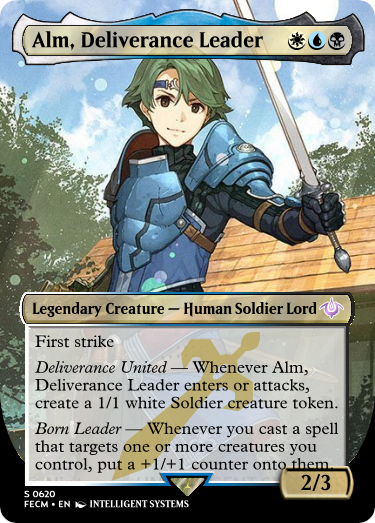 Alm, Deliverance Leader
Legendary Creature — Human Soldier Lord
First strike
Deliverance United — Whenever Alm,
Deliverance Leader enters or attacks,
create a 1/1 white Soldier creature token.
Born Leader — Whenever you cast a spell
that targets one or more creatures you
control, put a +1/+1 counter onto them.
2/3
S 0620
FECM • EN INTELLIGENT SYSTEMS